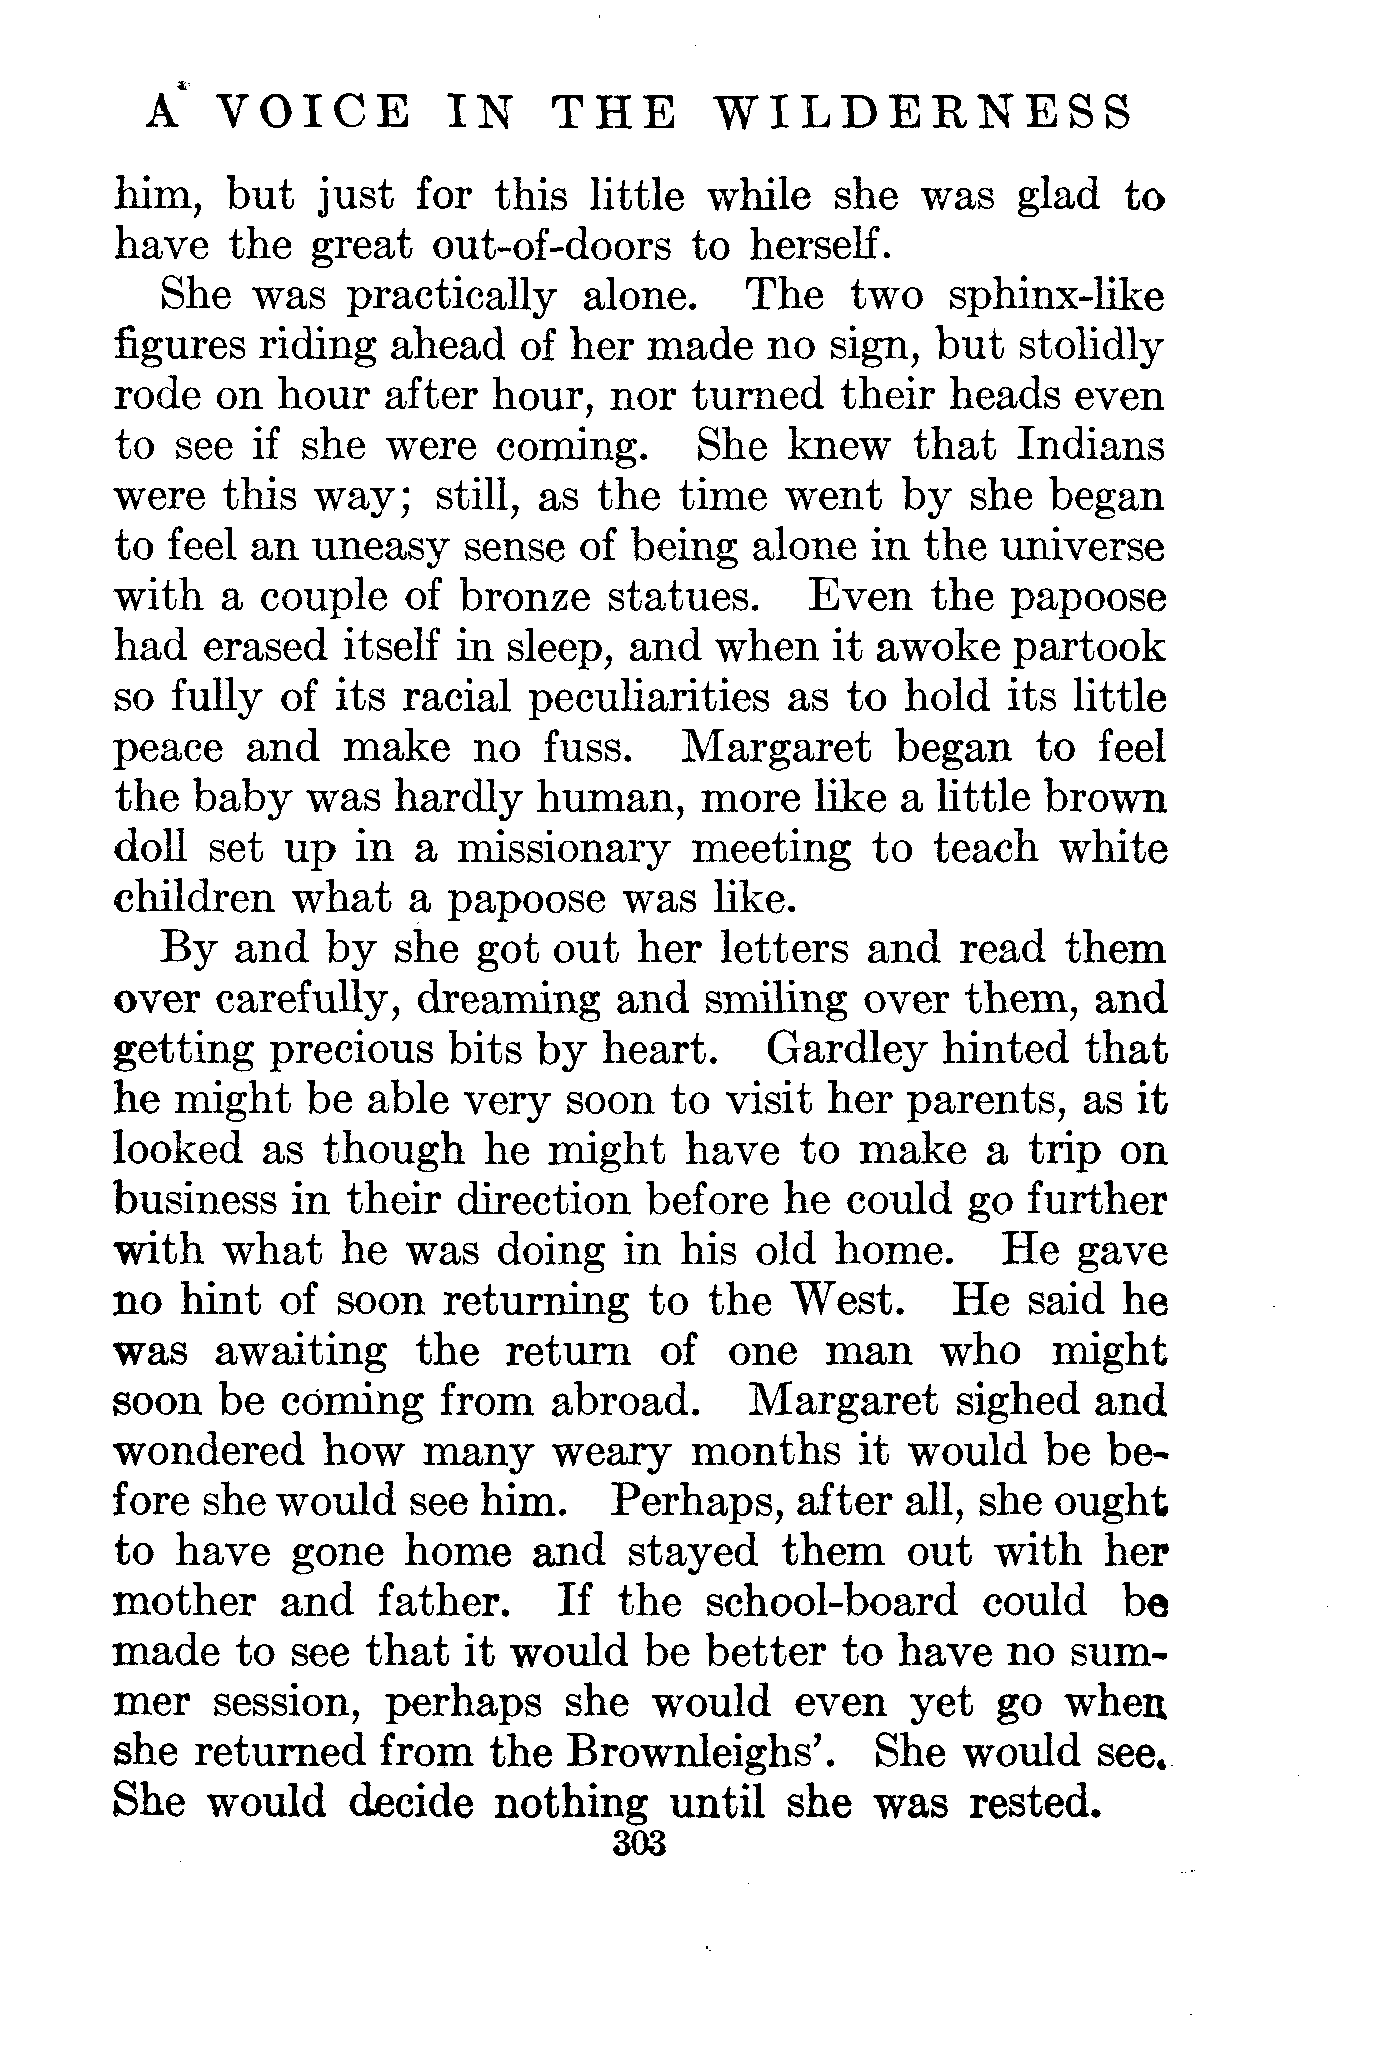 A VOICE IN THE WILDERNESS
him, but just for this little while she was glad to
have the great out-of-doors to herself.
She was practically alone. The two sphinx-like
figures riding ahead of her made no sign, but stolidly
rode on hour after hour, nor turned their heads even
to see if she were coming. She knew that Indians
were this way; still, as the time went by she began
to feel an uneasy sense of being alone in the universe
with a couple of bronze statues. Even the papoose
had erased itself in sleep, and when it awoke partook
so fully of its racial peculiarities as to hold its little
peace and make no fuss. Margaret began to feel
the baby was hardly human, more like a little brown
doll set up in a missionary meeting to teach white
children what a papoose was like.
By and by she got out her letters and read them
over carefully, dreaming and smiling over them, and
getting precious bits by heart. Gardley hinted that
he might be able very soon to visit her parents, as it
looked as though he might have to make a trip on
business in their direction before he could go further
with what he was doing in his old home. He gave
no hint of soon returning to the West. He said he
was awaiting the return of one man who might
soon be coming from abroad. Margaret sighed and
wondered how many weary months it would be be-
fore she would see him. Perhaps, after all, she ought
to have gone home and stayed them out with her
mother and father. If the school-board could be
made to see that it would be better to have no sum-
mer session, perhaps she would even yet go when
she returned from the Brownleighs'. She would see.
She would decide nothing until she was rested.
303